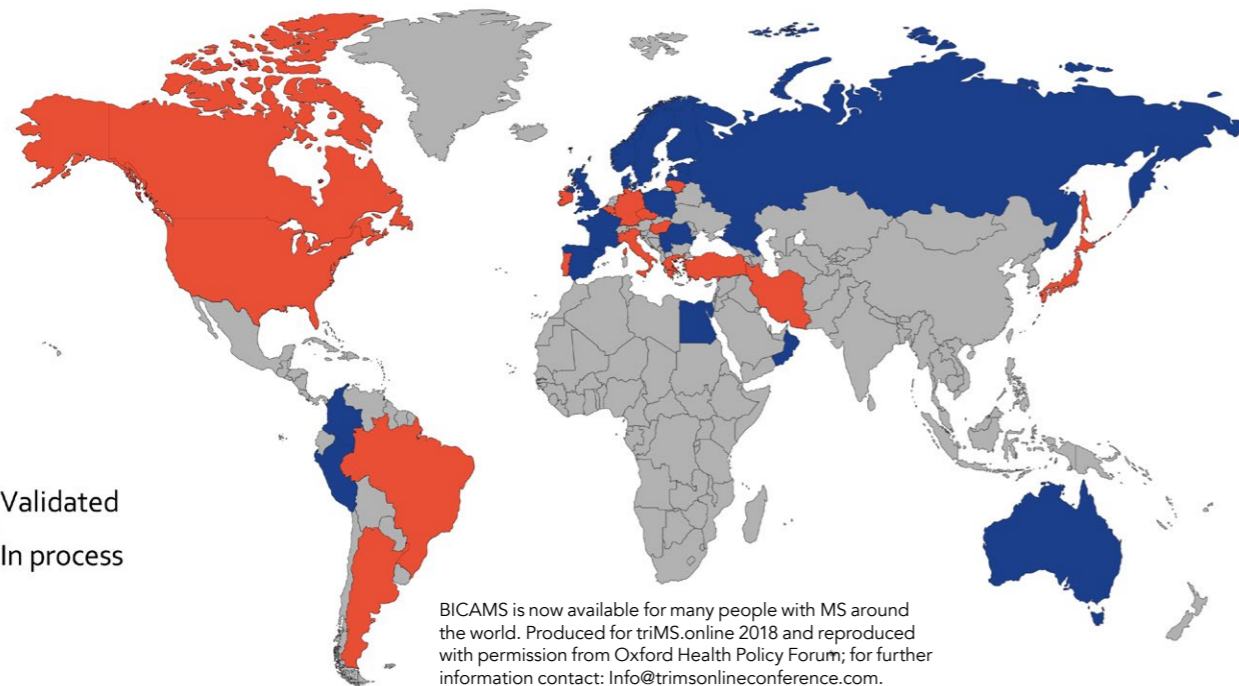 Validated
In process
BICAMS is now available for many people with MS around
the world. Produced for triMS.online 2018 and reproduced
with permission from Oxford Health Policy Forum; for further
information contact: Info@trimsonlineconference.com.